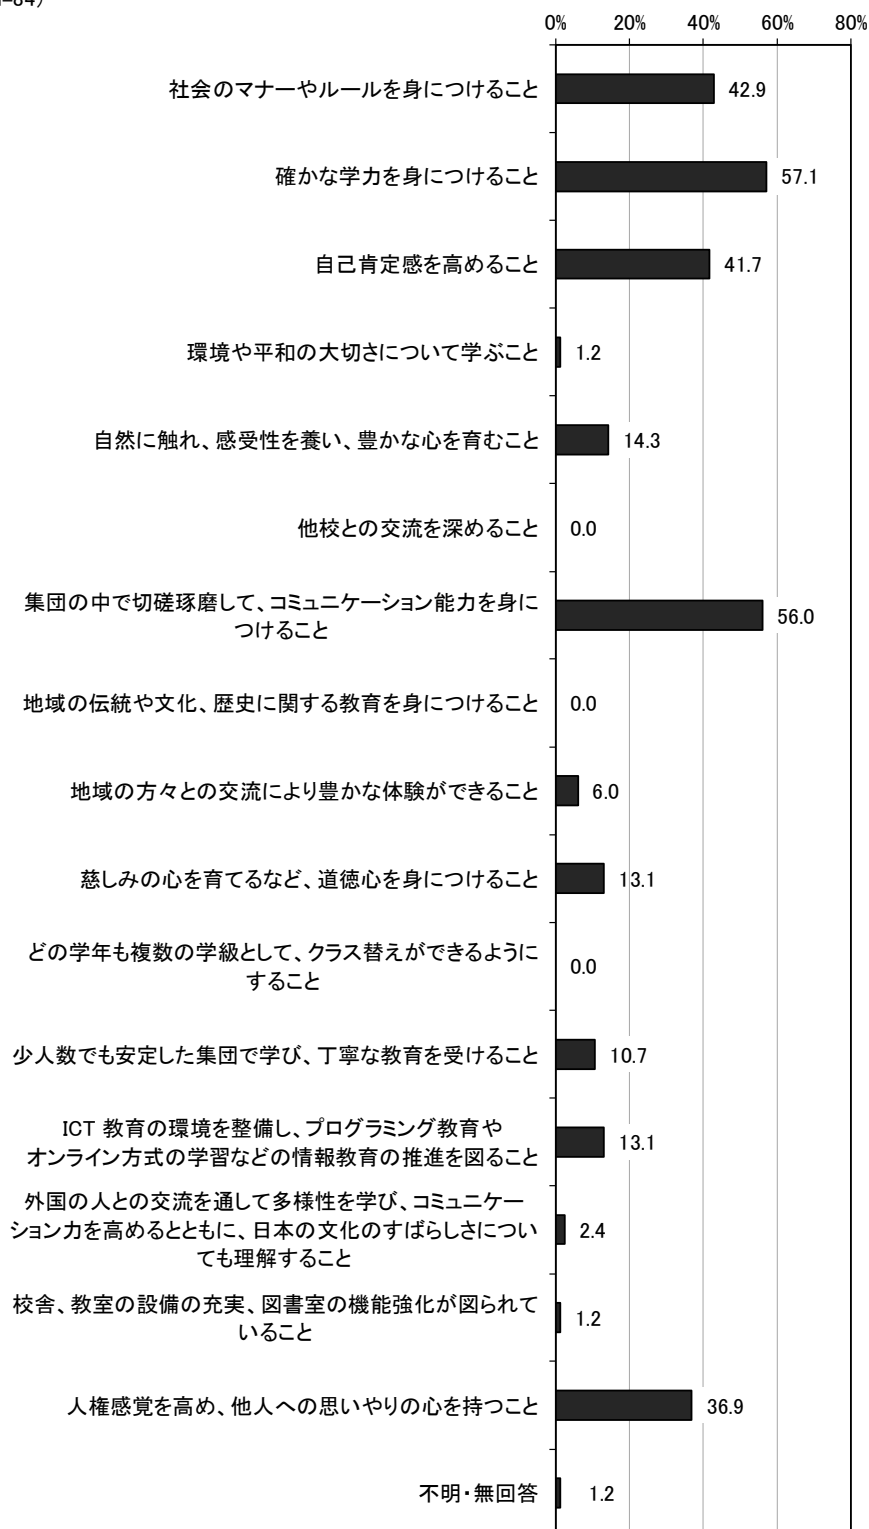 0% 20% 40% 60% 80%
社会のマナーやルールを身につけること 42.9
確かな学力を身につけること 57.1
自己肯定感を高めること 41.7
環境や平和の大切さについて学ぶこと 1.2
自然に触れ、感受性を養い、豊かな心を育むこと 14.3
他校との交流を深めること 0.0
集団の中で切磋琢磨して、コミュニケーション能力を身に
つけること 56.0
地域の伝統や文化、歴史に関する教育を身につけること 0.0
地域の方々との交流により豊かな体験ができること 6.0
慈しみの心を育てるなど、道徳心を身につけること 13.1
どの学年も複数の学級として、クラス替えができるように
すること 0.0
少人数でも安定した集団で学び、丁寧な教育を受けること 10.7
ICT 教育の環境を整備し、プログラミング教育や
オンライン方式の学習などの情報教育の推進を図ること 13.1
外国の人との交流を通して多様性を学び、コミュニケー
ション力を高めるとともに、日本の文化のすばらしさについ
ても理解すること 2.4
校舎、教室の設備の充実、図書室の機能強化が図られて
いること 1.2
人権感覚を高め、他人への思いやりの心を持つこと 36.9
不明・無回答 1.2